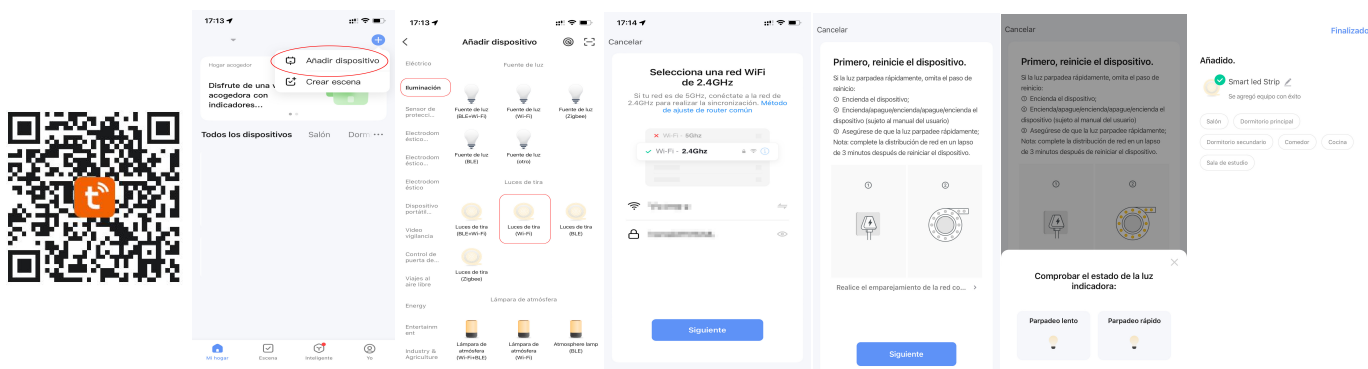 17:13
Hogar acogedor
Añadir dispositivo
Crear escena
Disfrute de una v
acogedora con
indicadores...
Todos los dispositivos Salón Dorm ···
Mi hogar Escena Inteligente Yo
17:13
Añadir dispositivo
Eléctrico
Iluminación
Sensor de
protecci...
Electrodom
éstico...
Electrodom
éstico...
Electrodom
éstico
Dispositivo
portátil...
Video
vigilancia
Control de
puerta de...
Viajes al
aire libre
Energy
Entertainm
ent
Industry &
Agriculture
Fuente de luz
Fuente de luz
(BLE+Wi-Fi)
Fuente de luz
(Wi-Fi)
Fuente de luz
(Zigbee)
Fuente de luz
(BLE)
Fuente de luz
(otro)
Luces de tira
Luces de tira
(BLE+Wi-Fi)
Luces de tira
(Wi-Fi)
Luces de tira
(BLE)
Luces de tira
(Zigbee)
Lámpara de atmósfera
Lámpara de
atmósfera
(Wi-Fi+BLE)
Lámpara de
atmósfera
(Wi-Fi)
Atmosphere lamp
(BLE)
17:14
Cancelar
Selecciona una red WiFi
de 2.4GHz
Si tu red es de 5GHz, conéctate a la red de
2.4GHz para realizar la sincronización. Método
de ajuste de router común
Wi-Fi - 5Ghz
Wi-Fi - 2.4Ghz
Siguiente
Cancelar
Primero, reinicie el dispositivo.
Si la luz parpadea rápidamente, omita el paso de
reinicio:
① Encienda el dispositivo;
② Encienda/apague/encienda/apague/encienda el
dispositivo (sujeto al manual del usuario)
③ Asegúrese de que la luz parpadee rápidamente;
Nota: complete la distribución de red en un lapso
de 3 minutos después de reiniciar el dispositivo.
① ②
Realice el emparejamiento de la red co...
Siguiente
Cancelar
Primero, reinicie el dispositivo.
Si la luz parpadea rápidamente, omita el paso de
reinicio:
① Encienda el dispositivo;
② Encienda/apague/encienda/apague/encienda el
dispositivo (sujeto al manual del usuario)
③ Asegúrese de que la luz parpadee rápidamente;
Nota: complete la distribución de red en un lapso
de 3 minutos después de reiniciar el dispositivo.
① ②
Comprobar el estado de la luz
indicadora:
Parpadeo lento Parpadeo rápido
Finalizado
Añadido.
Smart led Strip
Se agregó equipo con éxito
Salón Dormitorio principal
Dormitorio secundario Comedor Cocina
Sala de estudio